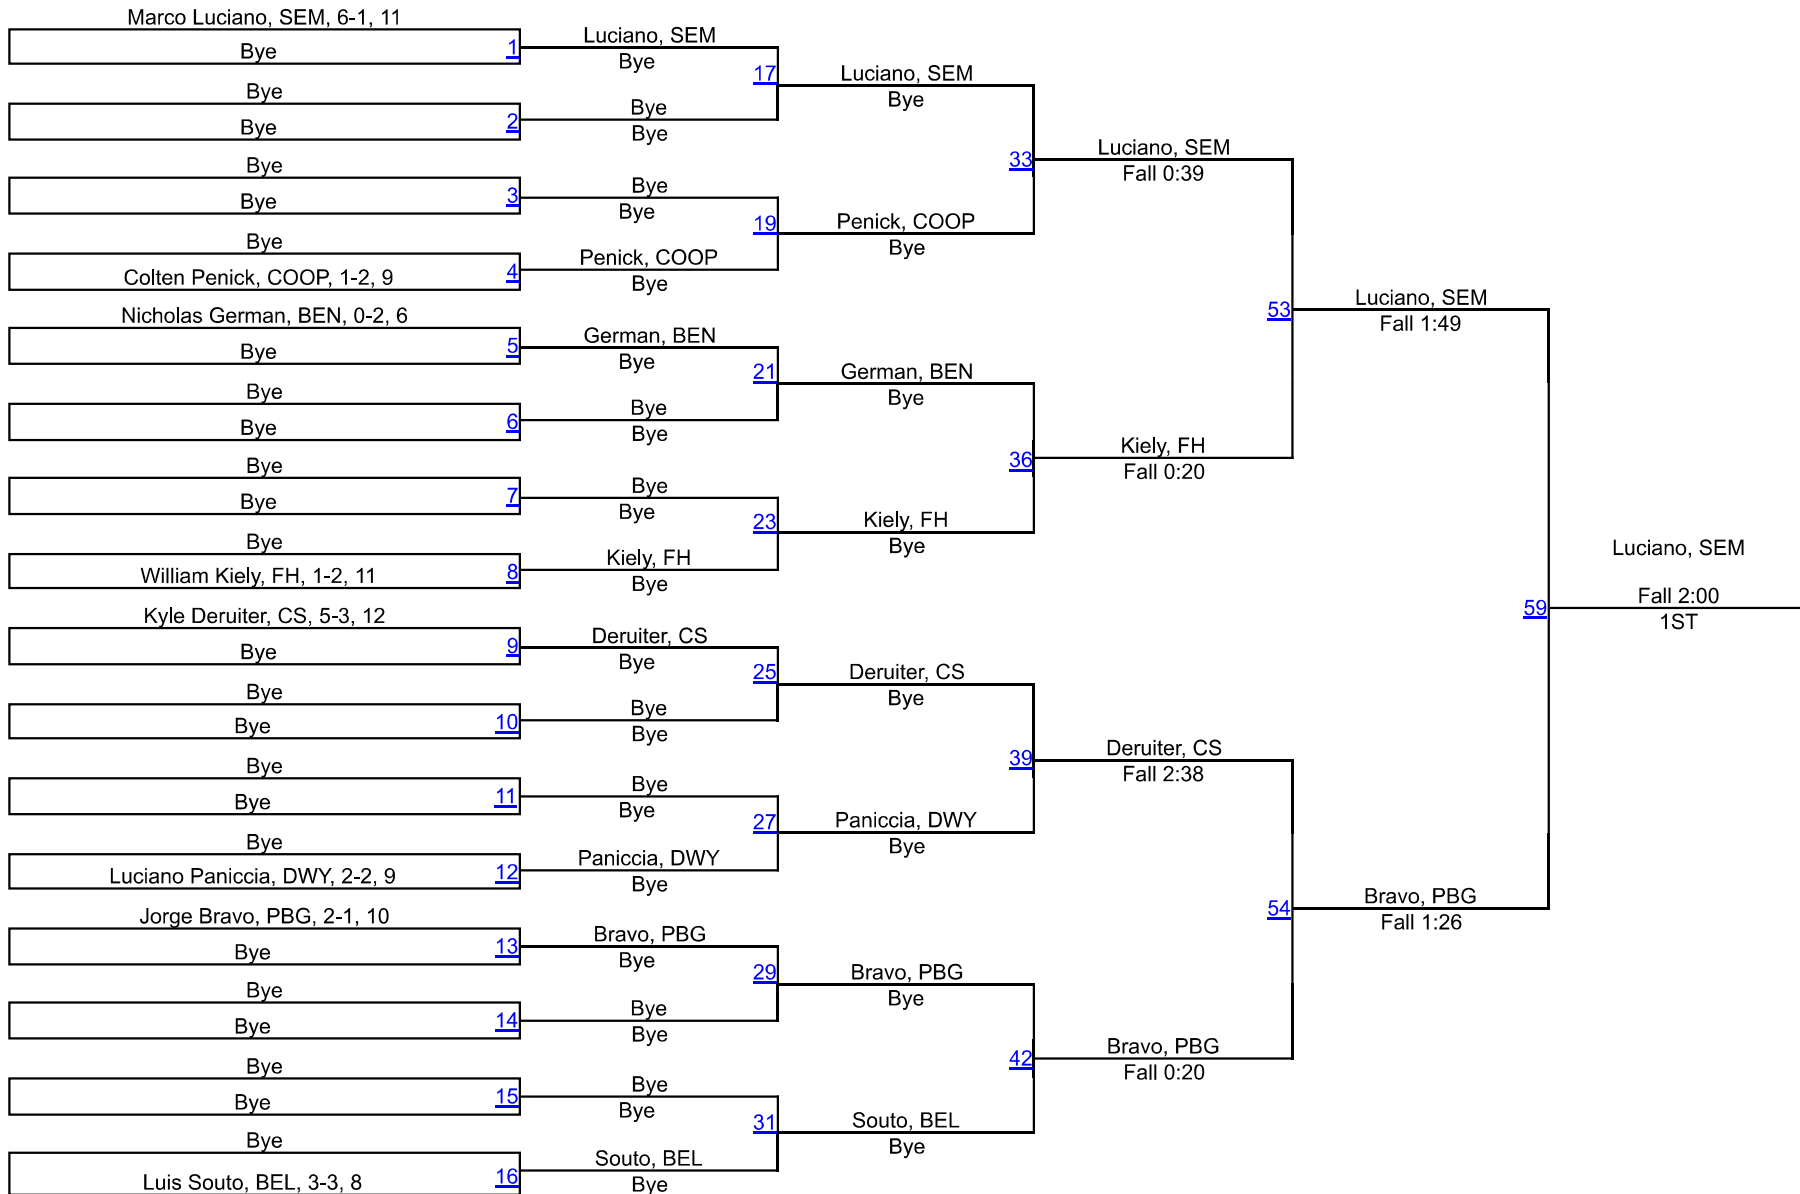 Marco Luciano, SEM, 6-1, 11
Bye
1
Bye
Bye
2
Bye
Bye
3
Bye
Colten Penick, COOP, 1-2, 9
4
Nicholas German, BEN, 0-2, 6
Bye
5
Bye
Bye
6
Bye
Bye
7
Bye
William Kiely, FH, 1-2, 11
8
Kyle Deruiter, CS, 5-3, 12
Bye
9
Bye
Bye
10
Bye
Bye
11
Bye
Luciano Paniccia, DWY, 2-2, 9
12
Jorge Bravo, PBG, 2-1, 10
Bye
13
Bye
Bye
14
Bye
Bye
15
Bye
Luis Souto, BEL, 3-3, 8
16
Luciano, SEM
Bye
17
Bye
Bye
Bye
Bye
19
Penick, COOP
Bye
German, BEN
Bye
21
Bye
Bye
Bye
Bye
23
Kiely, FH
Bye
Deruiter, CS
Bye
25
Bye
Bye
Bye
Bye
27
Paniccia, DWY
Bye
Bravo, PBG
Bye
29
Bye
Bye
Bye
Bye
31
Souto, BEL
Bye
Luciano, SEM
Bye
33
Penick, COOP
Bye
German, BEN
Bye
36
Kiely, FH
Bye
Deruiter, CS
Bye
39
Paniccia, DWY
Bye
Bravo, PBG
Bye
42
Souto, BEL
Bye
Luciano, SEM
Fall 0:39
53
Kiely, FH
Fall 0:20
Deruiter, CS
Fall 2:38
54
Bravo, PBG
Fall 0:20
Luciano, SEM
Fall 1:49
59
Bravo, PBG
Fall 1:26
Luciano, SEM
Fall 2:00
1ST